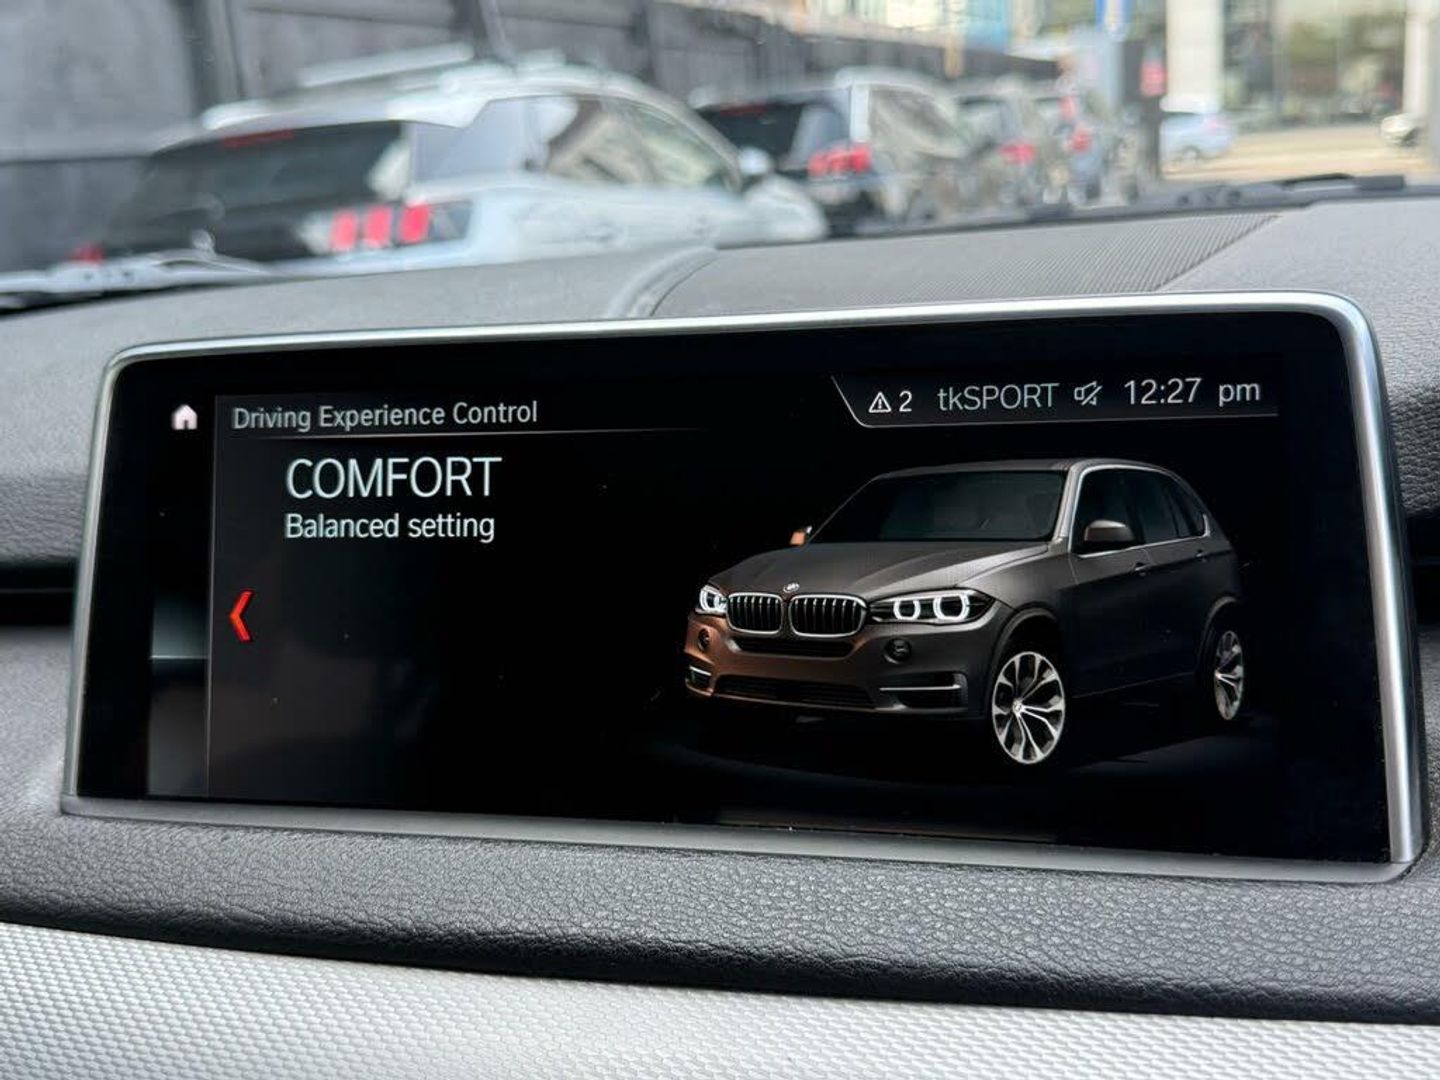 Driving Experience Control
2 tkSPORT 12:27 pm
COMFORT
Balanced setting